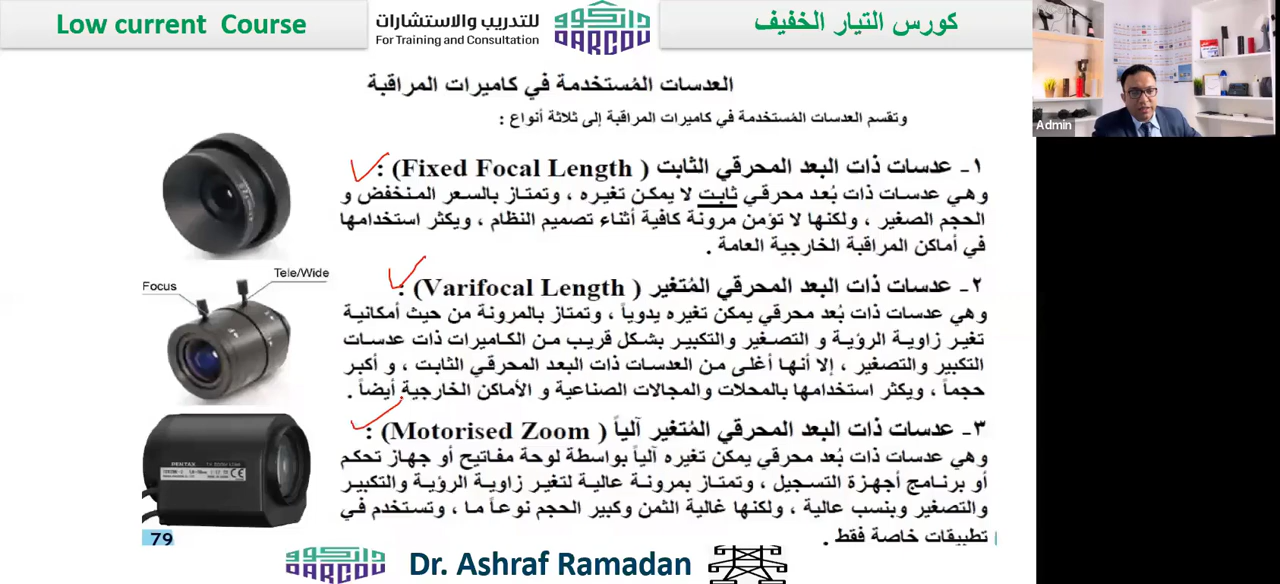 Low current Course
للتدريب والاستشارات
For Training and Consultation
داركو
DARCOU
كورس التيار الخفيف
Admin
العدسات المُستخدمة في كاميرات المراقبة
وتقسم العدسات المُستخدمة في كاميرات المراقبة إلى ثلاثة أنواع :
١- عدسات ذات البعد المحرقي الثابت ( Fixed Focal Length) :
وهي عدسات ذات بُعد محرقي ثابت لا يمكن تغيره ، وتمتاز بالسعر المنخفض و
الحجم الصغير ، ولكنها لا تؤمن مرونة كافية أثناء تصميم النظام ، ويكثر استخدامها
في أماكن المراقبة الخارجية العامة .
Focus
Tele/Wide
٢- عدسات ذات البعد المحرقي المُتغير ( Varifocal Length) :
وهي عدسات ذات بُعد محرقي يمكن تغيره يدوياً ، وتمتاز بالمرونة من حيث أمكانية
تغير زاوية الرؤية و التصغير والتكبير بشكل قريب من الكاميرات ذات عدسات
التكبير والتصغير ، إلا أنها أغلى من العدسات ذات البعد المحرقي الثابت ، و أكبر
حجماً ، ويكثر استخدامها بالمحلات والمجالات الصناعية و الأماكن الخارجية أيضاً .
٣- عدسات ذات البعد المحرقي المُتغير آلياً ( Motorised Zoom) :
وهي عدسات ذات بُعد محرقي يمكن تغيره آلياً بواسطة لوحة مفاتيح أو جهاز تحكم
أو برنامج أجهزة التسجيل ، وتمتاز بمرونة عالية لتغير زاوية الرؤية والتكبير
والتصغير وبنسب عالية ، ولكنها غالية الثمن وكبير الحجم نوعاً ما ، وتستخدم في
تطبيقات خاصة فقط .
PENTAX
79
داركو
DARCOU
Dr. Ashraf Ramadan